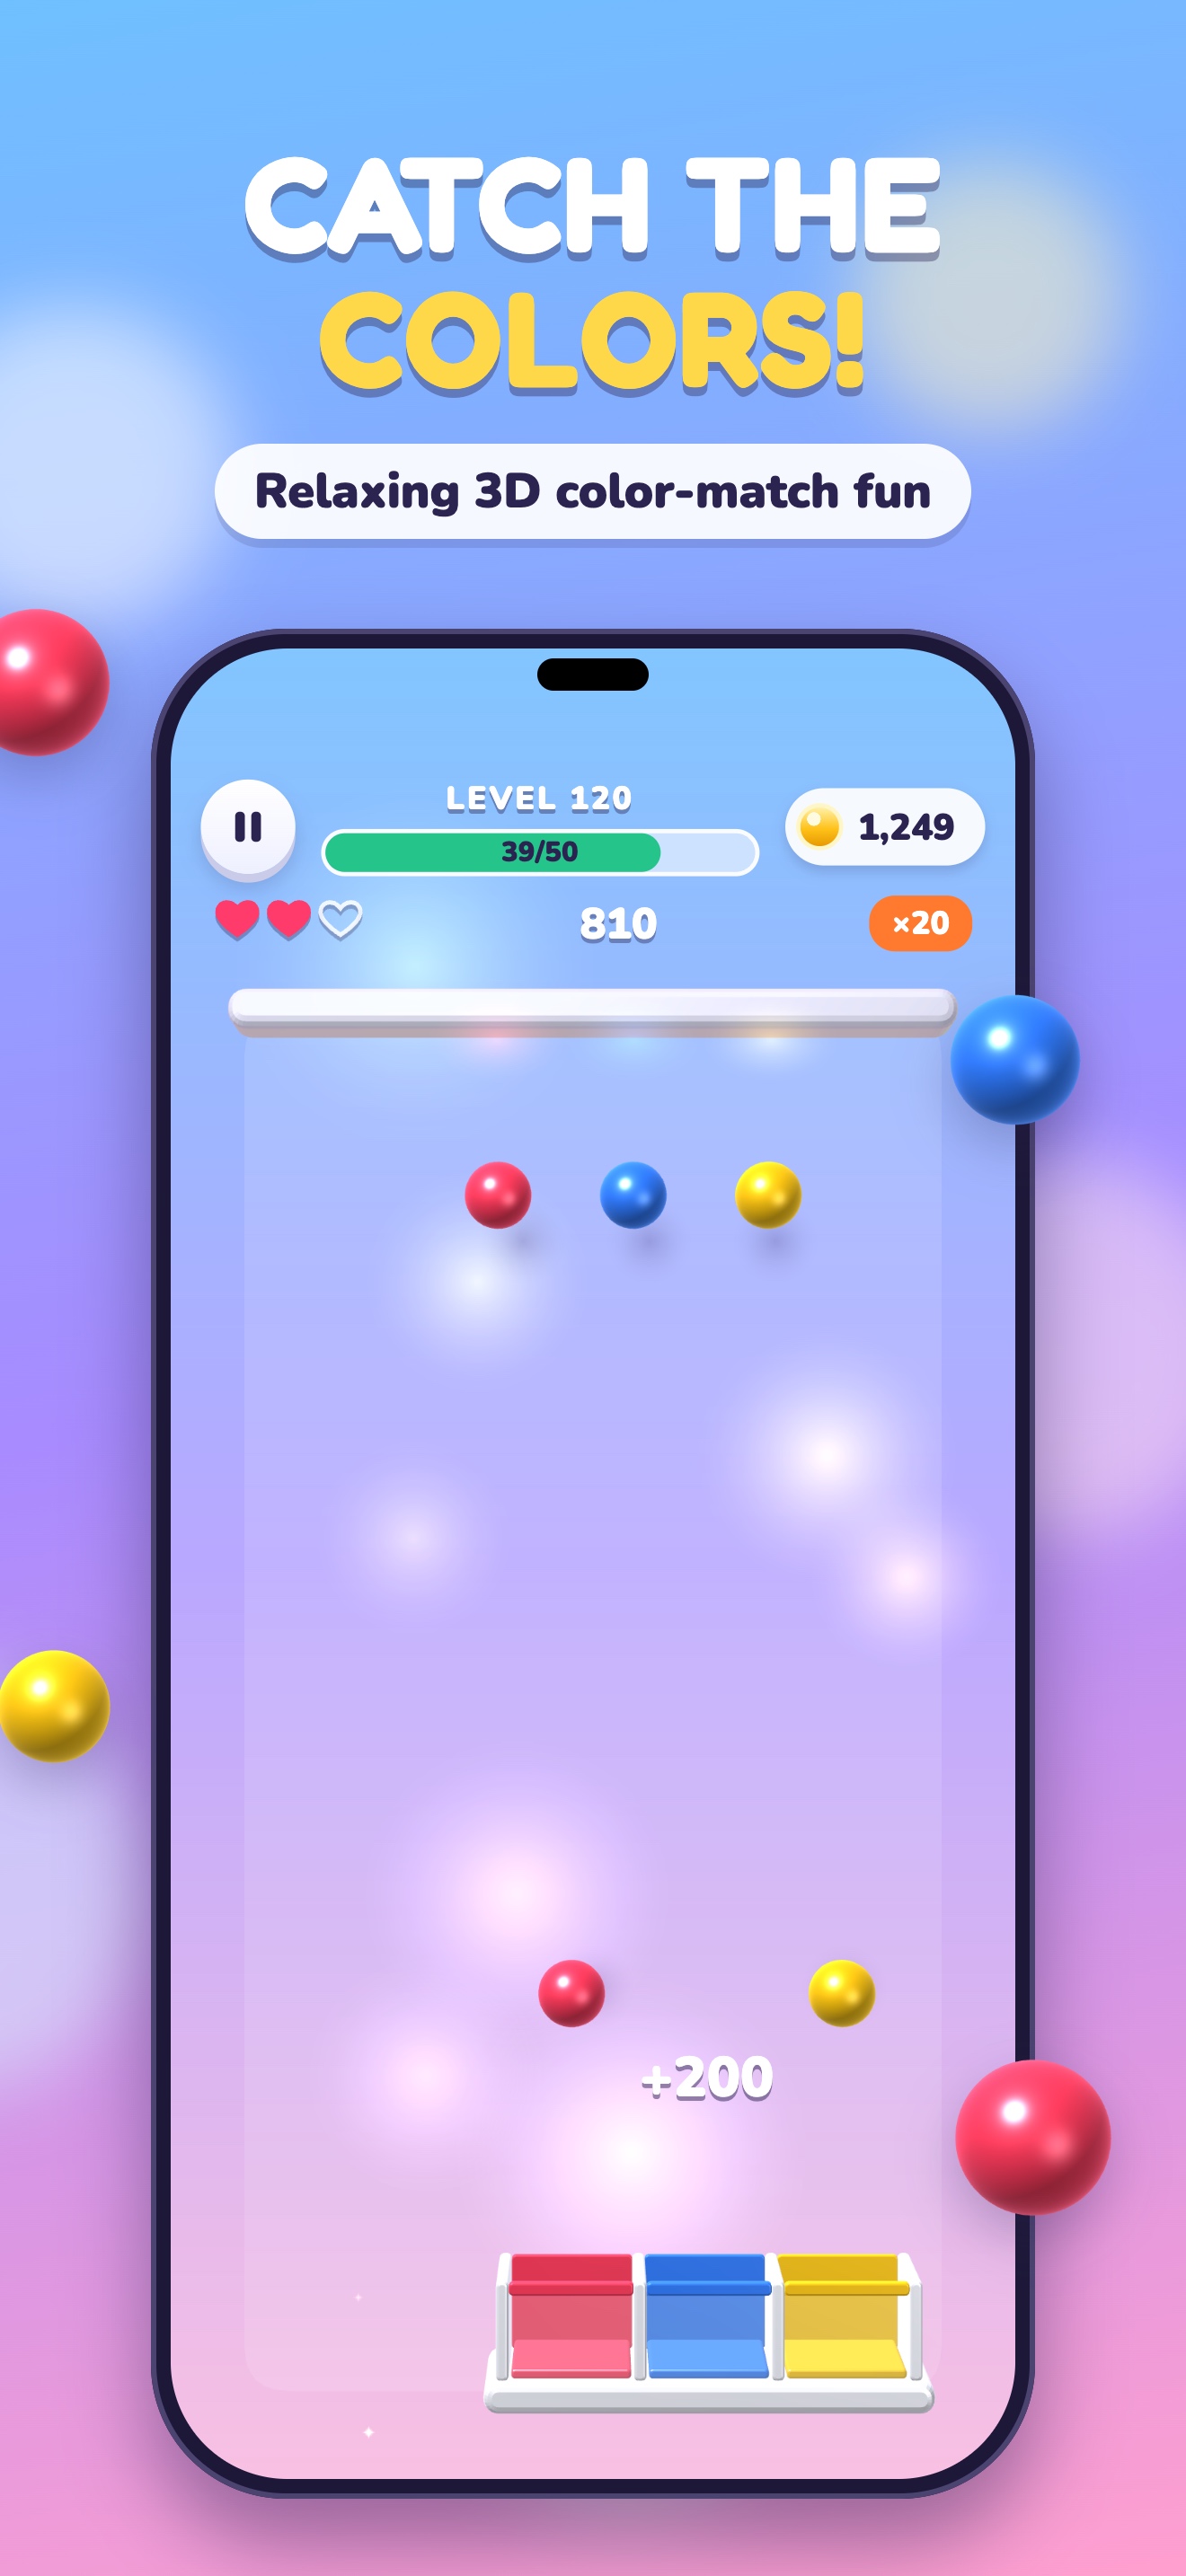 CATCH THE
COLORS!
Relaxing 3D color-match fun
LEVEL 120
39/50
1,249
810
×20
+200